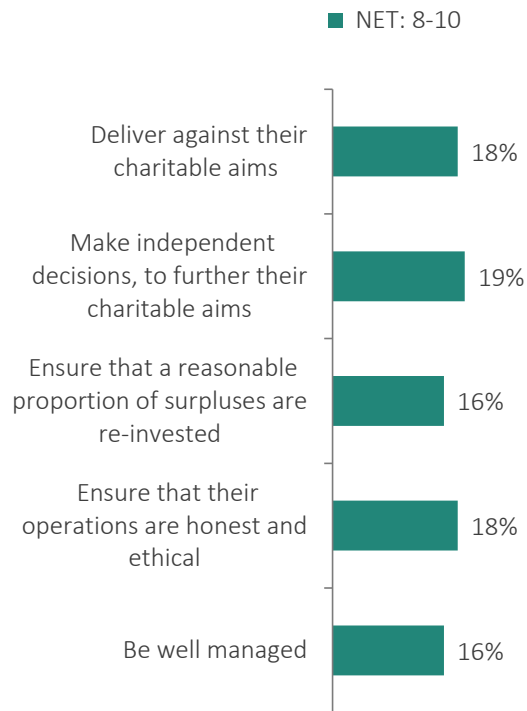 NET: 8-10
Deliver against their
charitable aims
18%
Make independent
decisions, to further their
charitable aims
19%
Ensure that a reasonable
proportion of surpluses are
re-invested
16%
Ensure that their
operations are honest and
ethical
18%
Be well managed
16%